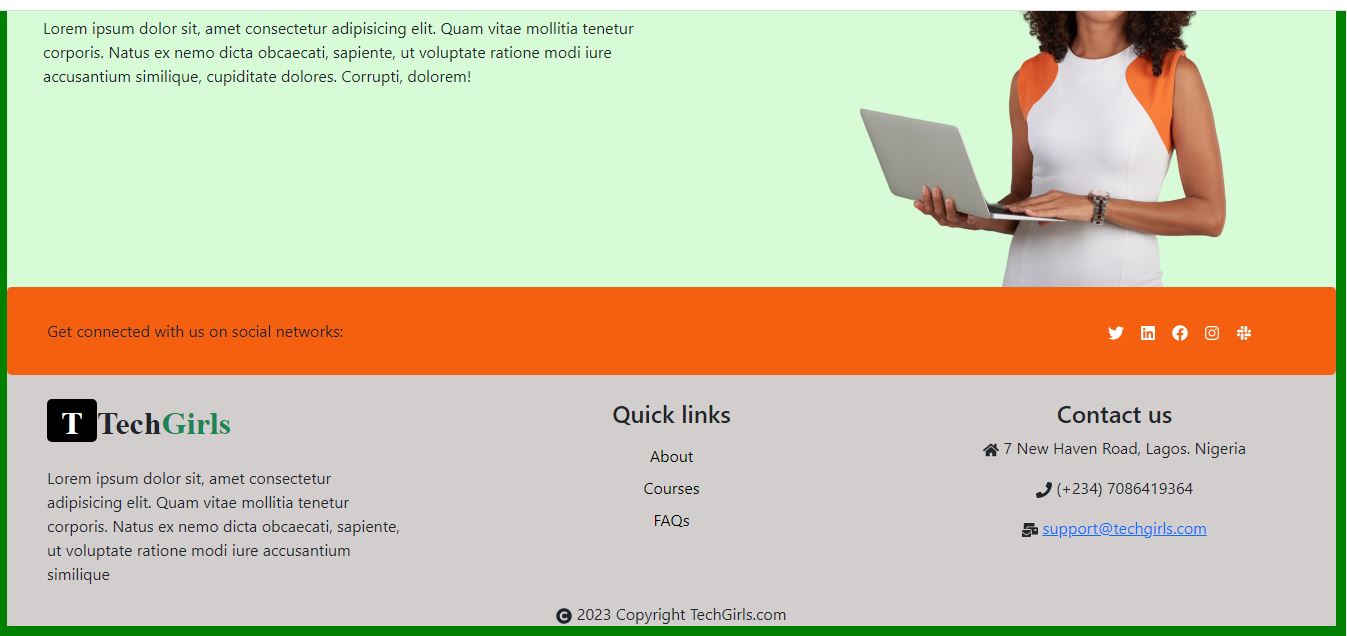 Lorem ipsum dolor sit, amet consectetur adipisicing elit. Quam vitae mollitia tenetur
corporis. Natus ex nemo dicta obcaecati, sapiente, ut voluptate ratione modi iure
accusantium similique, cupiditate dolores. Corrupti, dolorem!
Get connected with us on social networks:
T TechGirls
Lorem ipsum dolor sit, amet consectetur
adipisicing elit. Quam vitae mollitia tenetur
corporis. Natus ex nemo dicta obcaecati, sapiente,
ut voluptate ratione modi iure accusantium
similique
Quick links
About
Courses
FAQs
Contact us
7 New Haven Road, Lagos. Nigeria
(+234) 7086419364
support@techgirls.com
© 2023 Copyright TechGirls.com